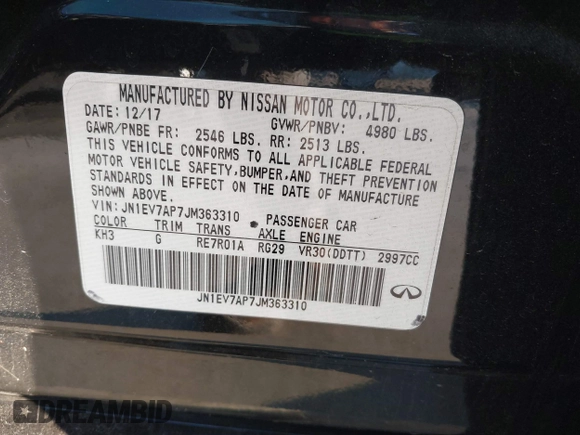 MANUFACTURED BY NISSAN MOTOR CO.,LTD.
DATE: 12/17 GVWR/PNBV: 4980 LBS.
GAWR/PNBE FR: 2546 LBS. RR: 2513 LBS.
THIS VEHICLE CONFORMS TO ALL APPLICABLE FEDERAL
MOTOR VEHICLE SAFETY,BUMPER,AND THEFT PREVENTION
STANDARDS IN EFFECT ON THE DATE OF MANUFACTURE
SHOWN ABOVE.
VIN: JN1EV7AP7JM363310 PASSENGER CAR
COLOR TRIM TRANS AXLE ENGINE
KH3 G RE7R01A RG29 VR30(DDTT) 2997CC
JN1EV7AP7JM363310
DREAMBID